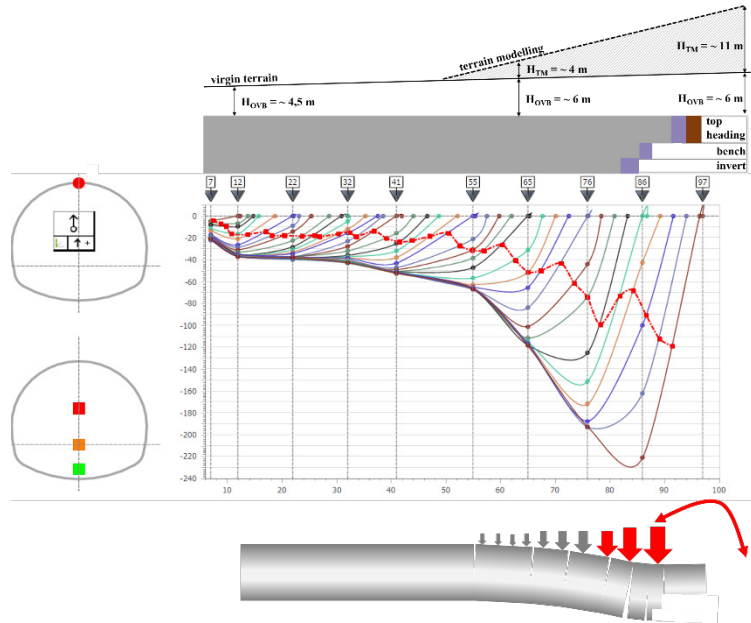 terrain modelling
H_TM = ~ 11 m
H_TM = ~ 4 m
virgin terrain
H_OVB = ~ 4,5 m
H_OVB = ~ 6 m
H_OVB = ~ 6 m
top
heading
bench
invert
7 12 22 32 41 55 65 76 86 97
0
-20
-40
-60
-80
-100
-120
-140
-160
-180
-200
-220
-240
10 20 30 40 50 60 70 80 90 100